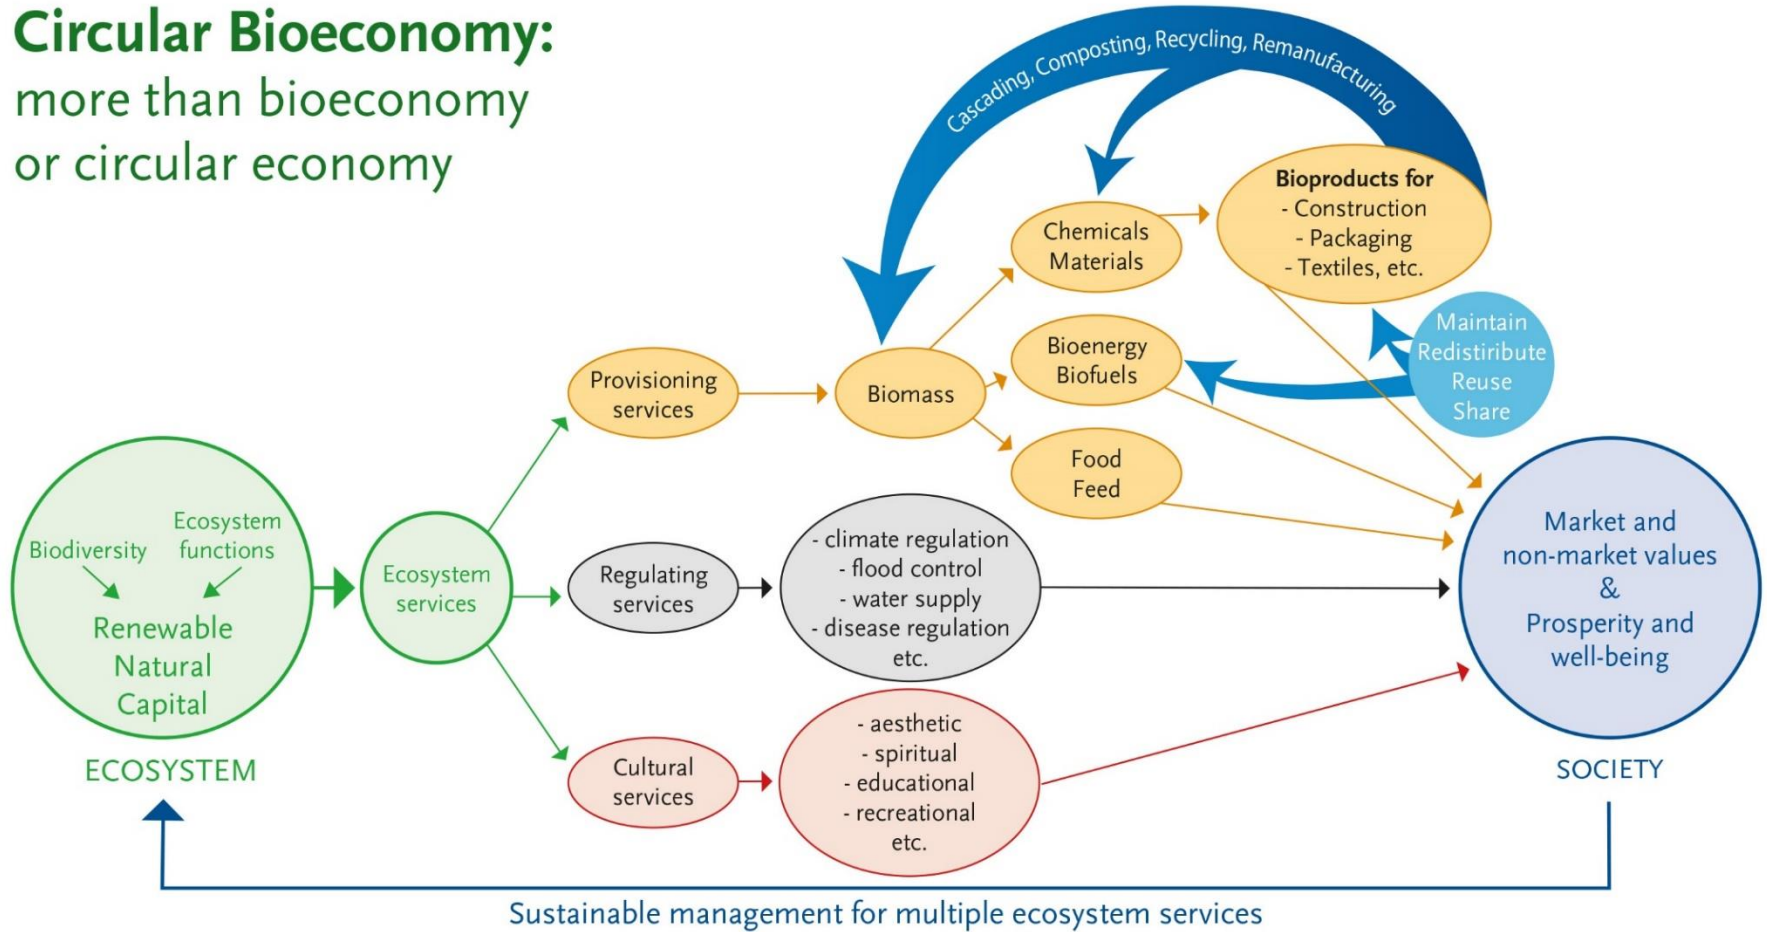 Circular Bioeconomy:
more than bioeconomy
or circular economy
Cascading, Composting, Recycling, Remanufacturing
Bioproducts for
- Construction
- Packaging
- Textiles, etc.
Chemicals
Materials
Maintain
Redistiribute
Reuse
Share
Bioenergy
Biofuels
Provisioning
services
Biomass
Food
Feed
Biodiversity
Ecosystem
functions
Renewable
Natural
Capital
ECOSYSTEM
Ecosystem
services
Regulating
services
- climate regulation
- flood control
- water supply
- disease regulation
etc.
Cultural
services
- aesthetic
- spiritual
- educational
- recreational
etc.
Market and
non-market values
&
Prosperity and
well-being
SOCIETY
Sustainable management for multiple ecosystem services